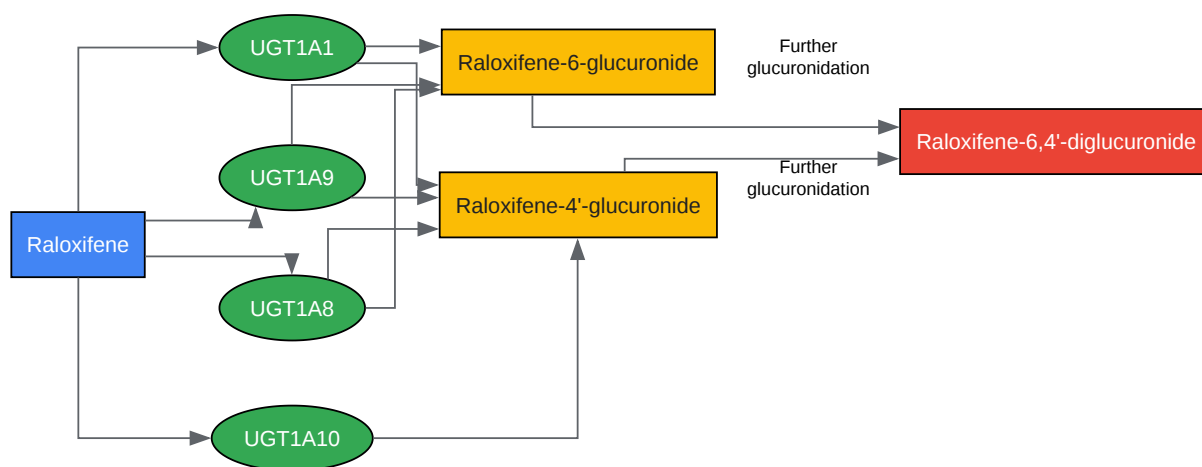 UGT1A1
Raloxifene-6-glucuronide
Further
glucuronidation
Raloxifene-6,4'-diglucuronide
UGT1A9
Further
glucuronidation
Raloxifene-4'-glucuronide
Raloxifene
UGT1A8
UGT1A10